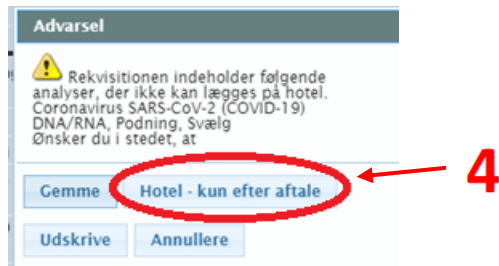 Advarsel
Rekvisitionen indeholder følgende
analyser, der ikke kan lægges på hotel.
Coronavirus SARS-CoV-2 (COVID-19)
DNA/RNA, Podning, Svælg
Ønsker du i stedet, at
4
Gemme Hotel - kun efter aftale
Udskrive Annullere